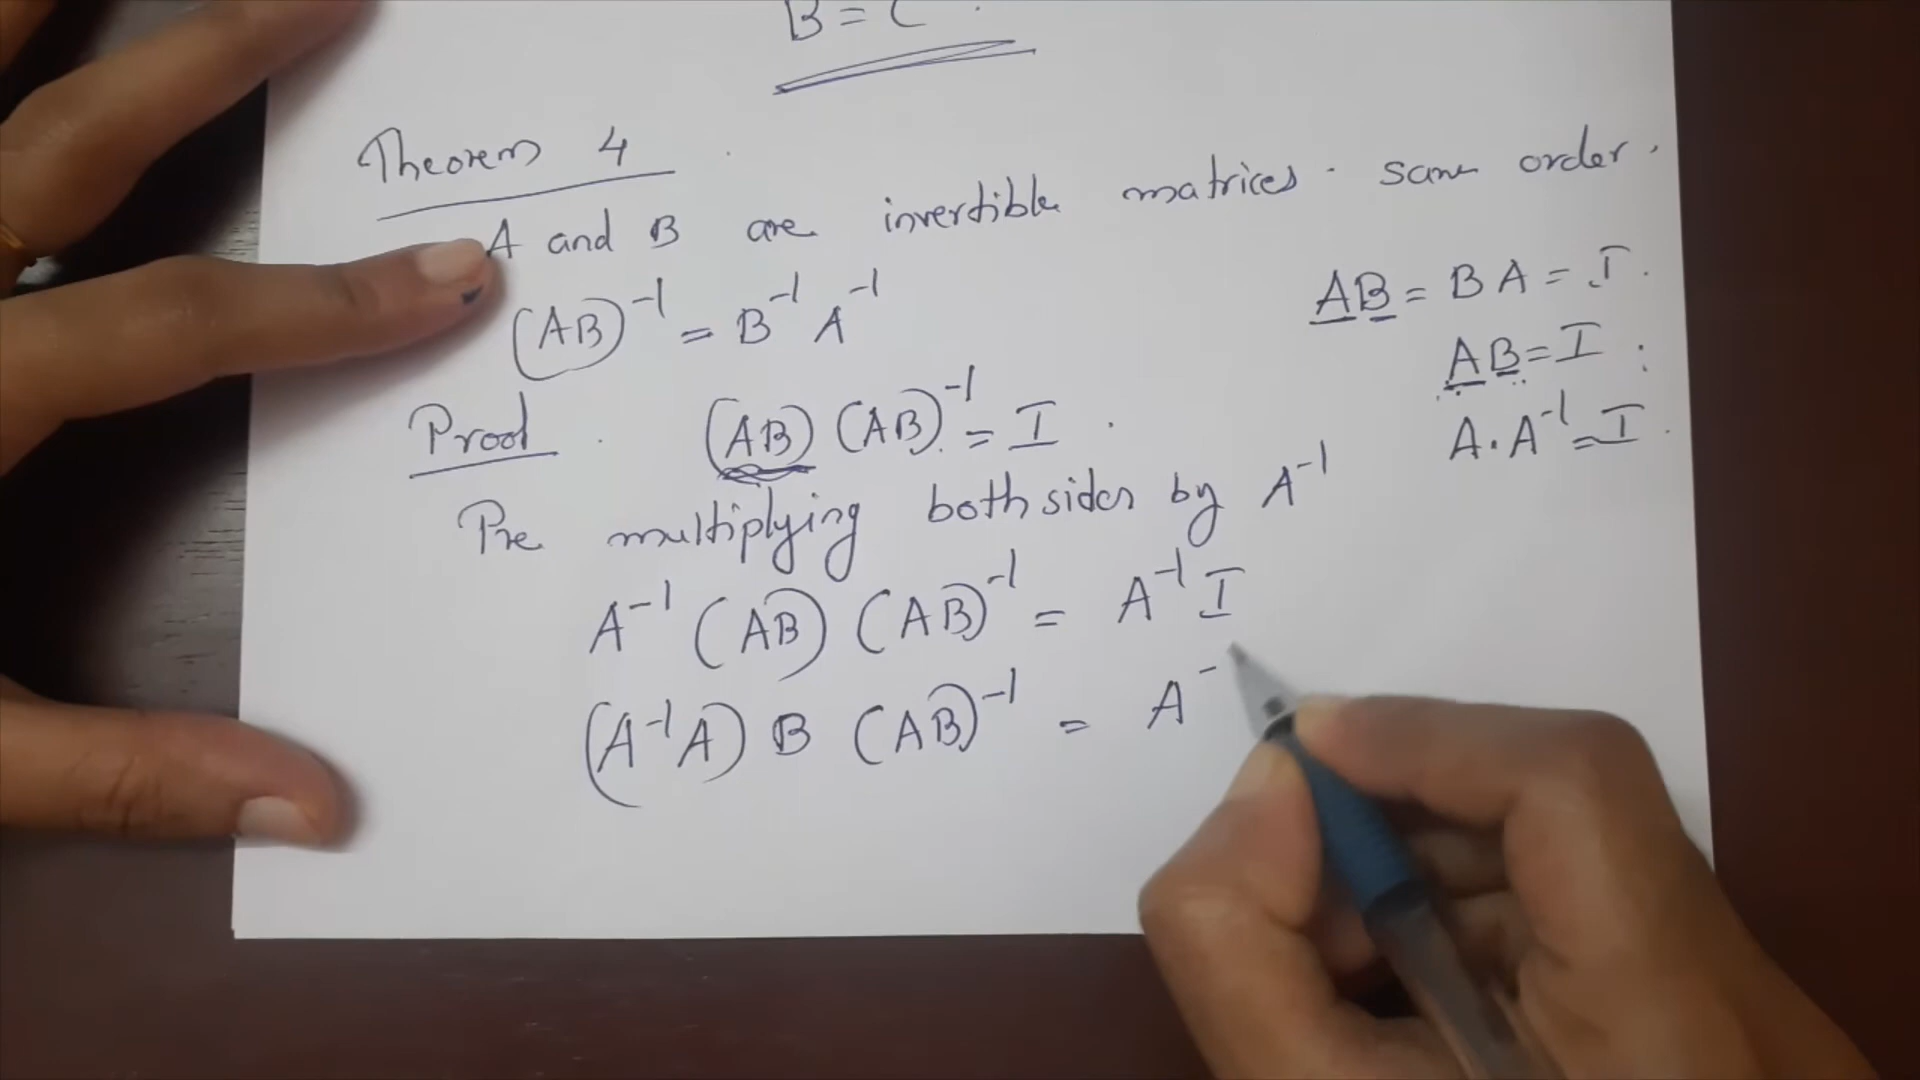 B = C.
Theorem 4
A and B are invertible matrices. same order.
(AB)⁻¹ = B⁻¹ A⁻¹
AB = BA = I.
AB = I :
A . A⁻¹ = I.
Proof. (AB) (AB)⁻¹ = I.
Pre multiplying both sides by A⁻¹
A⁻¹ (AB) (AB)⁻¹ = A⁻¹ I
(A⁻¹A) B (AB)⁻¹ = A⁻